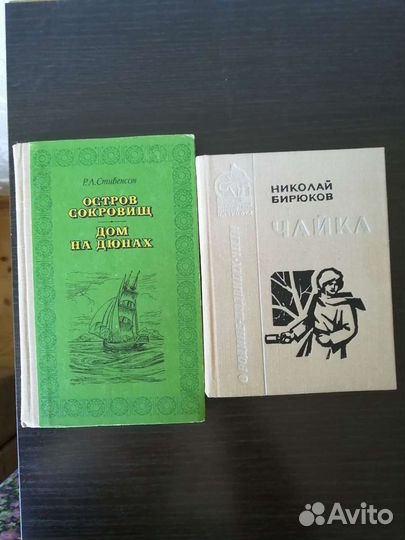 Р.Л.Стивенсон
ОСТРОВ
СОКРОВИЩ
ДОМ
НА ДЮНАХ
НИКОЛАЙ
БИРЮКОВ
ЧАЙКА
Avito